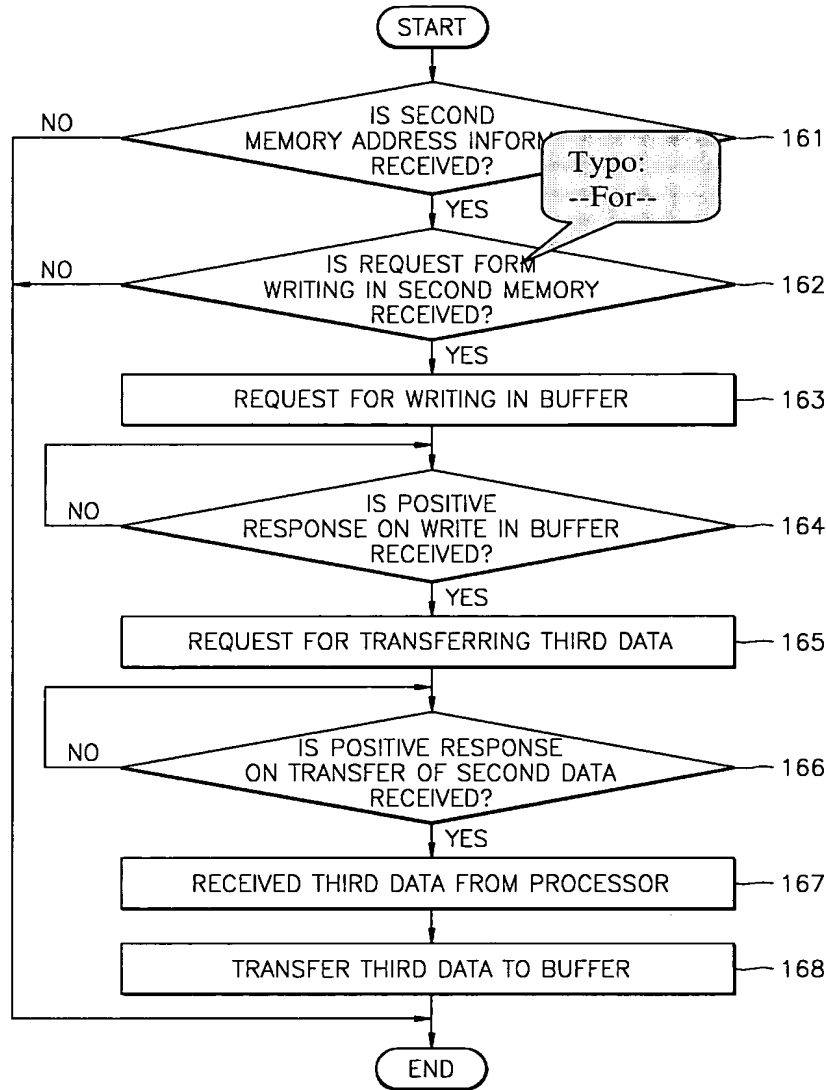 START
NO
IS SECOND
MEMORY ADDRESS INFORM
RECEIVED?
161
Typo:
--For--
YES
NO
IS REQUEST FORM
WRITING IN SECOND MEMORY
RECEIVED?
162
YES
REQUEST FOR WRITING IN BUFFER
163
IS POSITIVE
RESPONSE ON WRITE IN BUFFER
RECEIVED?
NO
164
YES
REQUEST FOR TRANSFERRING THIRD DATA
165
IS POSITIVE RESPONSE
ON TRANSFER OF SECOND DATA
RECEIVED?
NO
166
YES
RECEIVED THIRD DATA FROM PROCESSOR
167
TRANSFER THIRD DATA TO BUFFER
168
END